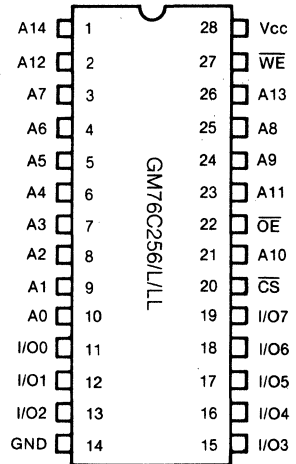 A14 1 28 Vcc
A12 2 27 WE
A7 3 26 A13
A6 4 25 A8
A5 5 24 A9
A4 6 23 A11
A3 7 22 OE
A2 8 21 A10
A1 9 20 CS
A0 10 19 I/O7
I/O0 11 18 I/O6
I/O1 12 17 I/O5
I/O2 13 16 I/O4
GND 14 15 I/O3
GM76C256/L/LL